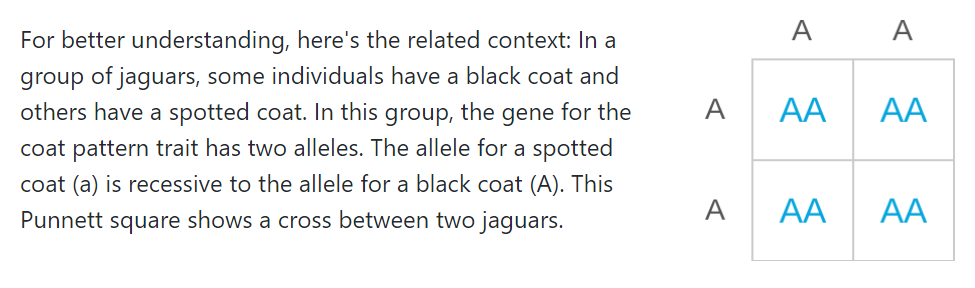 For better understanding, here's the related context: In a
group of jaguars, some individuals have a black coat and
others have a spotted coat. In this group, the gene for the
coat pattern trait has two alleles. The allele for a spotted
coat (a) is recessive to the allele for a black coat (A). This
Punnett square shows a cross between two jaguars.
A A
A AA AA
A AA AA